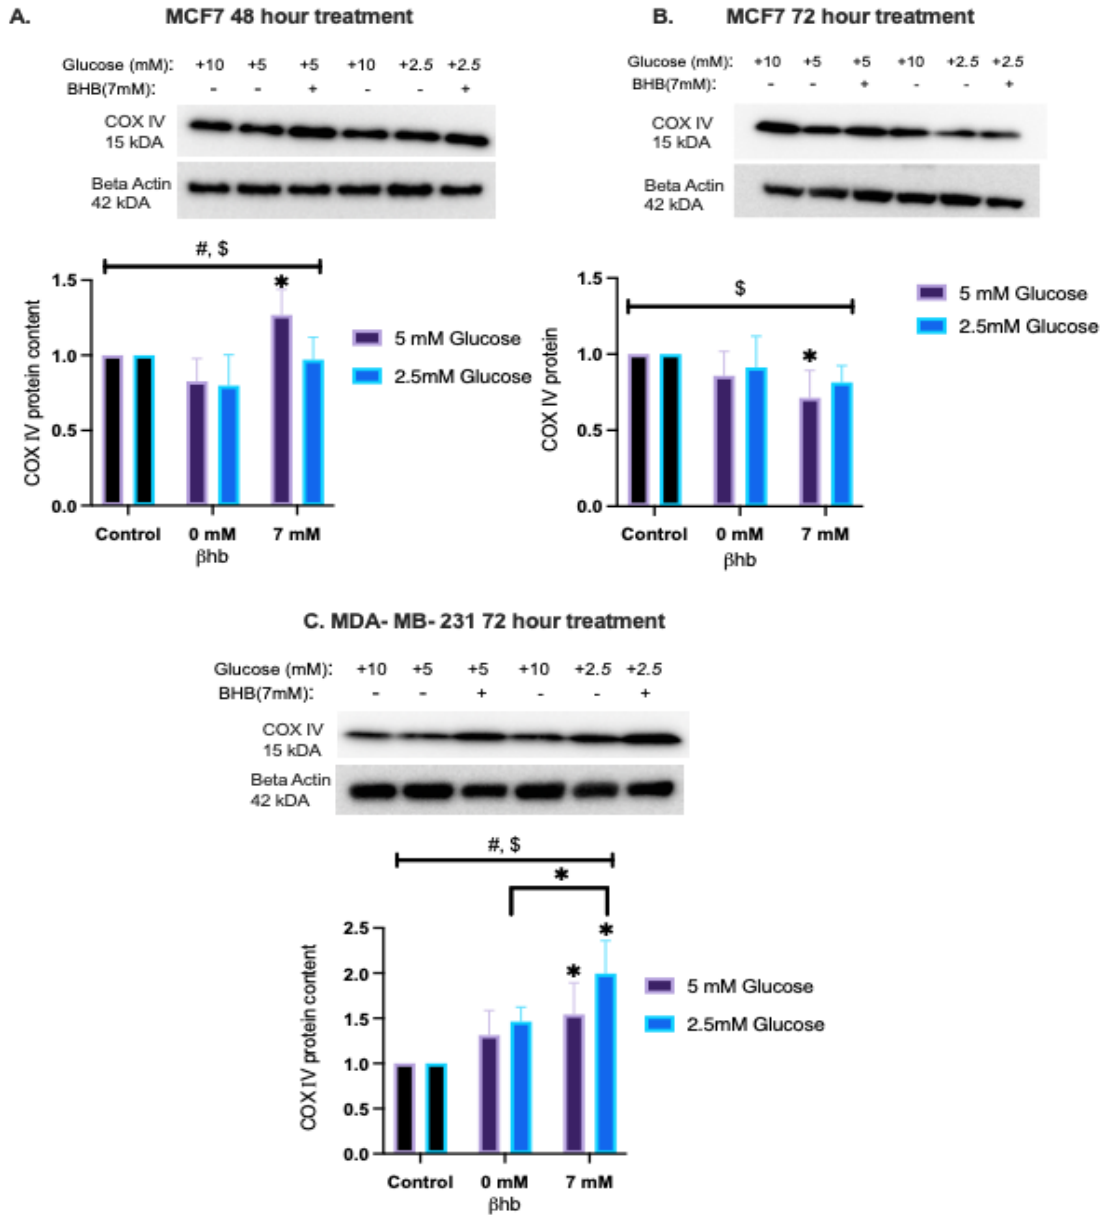 A. MCF7 48 hour treatment
Glucose (mM): +10 +5 +5 +10 +2.5 +2.5
BHB(7mM): - - + - - +
COX IV
15 kDA
Beta Actin
42 kDA
#, $
*
1.5
1.0
0.5
0.0
COX IV protein content
Control 0 mM 7 mM
βhb
5 mM Glucose
2.5mM Glucose
B. MCF7 72 hour treatment
Glucose (mM): +10 +5 +5 +10 +2.5 +2.5
BHB(7mM): - - + - - +
COX IV
15 kDA
Beta Actin
42 kDA
$
*
1.5
1.0
0.5
0.0
COX IV protein
Control 0 mM 7 mM
βhb
5 mM Glucose
2.5mM Glucose
C. MDA- MB- 231 72 hour treatment
Glucose (mM): +10 +5 +5 +10 +2.5 +2.5
BHB(7mM): - - + - - +
COX IV
15 kDA
Beta Actin
42 kDA
#, $
*
*
*
2.5
2.0
1.5
1.0
0.5
0.0
COX IV protein content
Control 0 mM 7 mM
βhb
5 mM Glucose
2.5mM Glucose